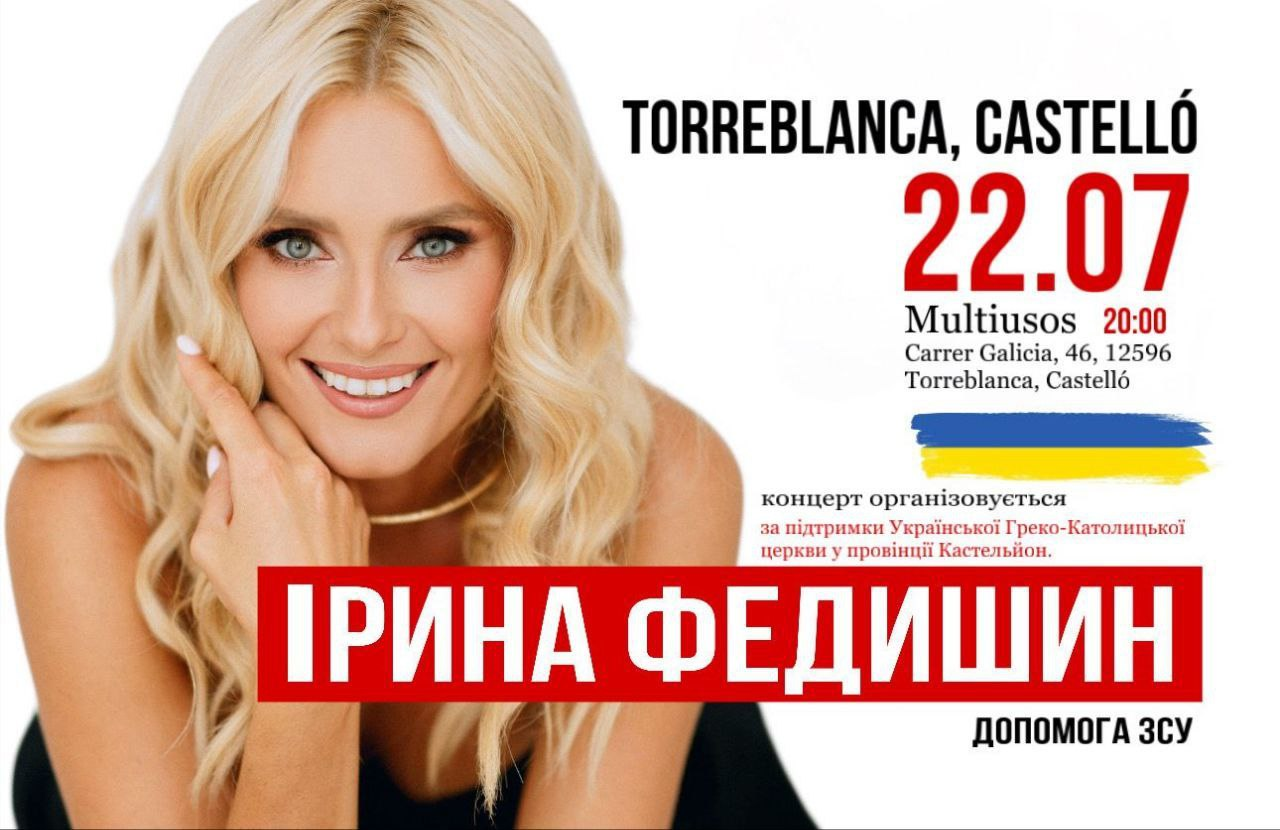 TORREBLANCA, CASTELLÓ
22.07
Multiusos 20:00
Carrer Galicia, 46, 12596
Torreblanca, Castelló
концерт організовується
за підтримки Української Греко-Католицької
церкви у провінції Кастельйон.
ІРИНА ФЕДИШИН
ДОПОМОГА ЗСУ